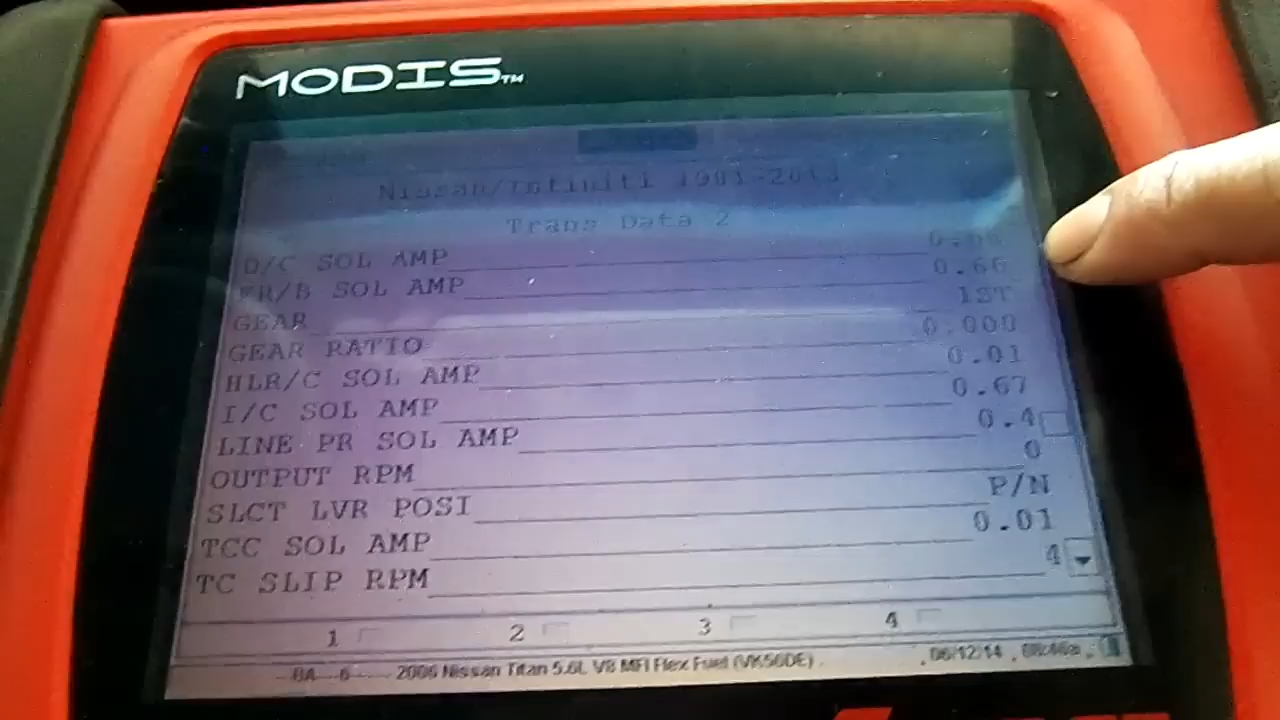 MODIS™
Nissan/Infiniti 1981-2013
Trans Data 2
D/C SOL AMP
FR/B SOL AMP 0.66
GEAR 1ST
GEAR RATIO 0.000
HLR/C SOL AMP 0.01
I/C SOL AMP 0.67
LINE PR SOL AMP 0.4
OUTPUT RPM 0
SLCT LVR POSI P/N
TCC SOL AMP 0.01
TC SLIP RPM 4
1 2 3 4
2006 Nissan Titan 5.6L V8 MFI Flex Fuel (VK56DE) 06/12/14